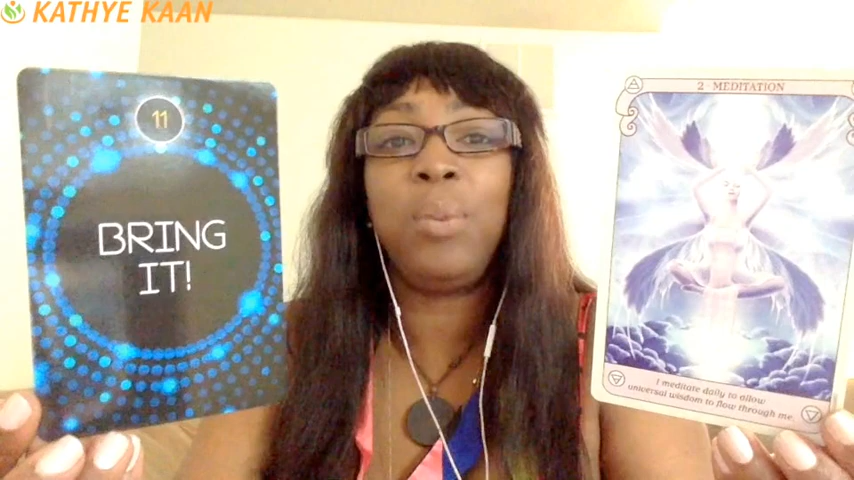 KATHYE KAAN
11
BRING
IT!
2 - MEDITATION
I meditate daily to allow
universal wisdom to flow through me.